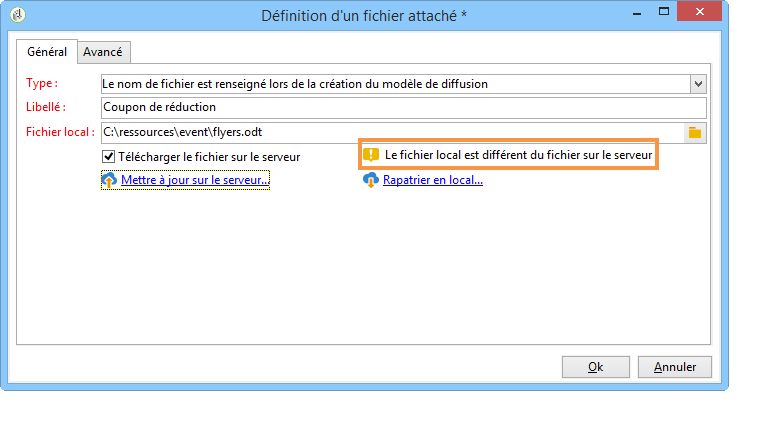 Définition d'un fichier attaché *
Général Avancé
Type : Le nom de fichier est renseigné lors de la création du modèle de diffusion
Libellé : Coupon de réduction
Fichier local : C:\ressources\event\flyers.odt
Télécharger le fichier sur le serveur Le fichier local est différent du fichier sur le serveur
Mettre à jour sur le serveur... Rapatrier en local...
Ok Annuler